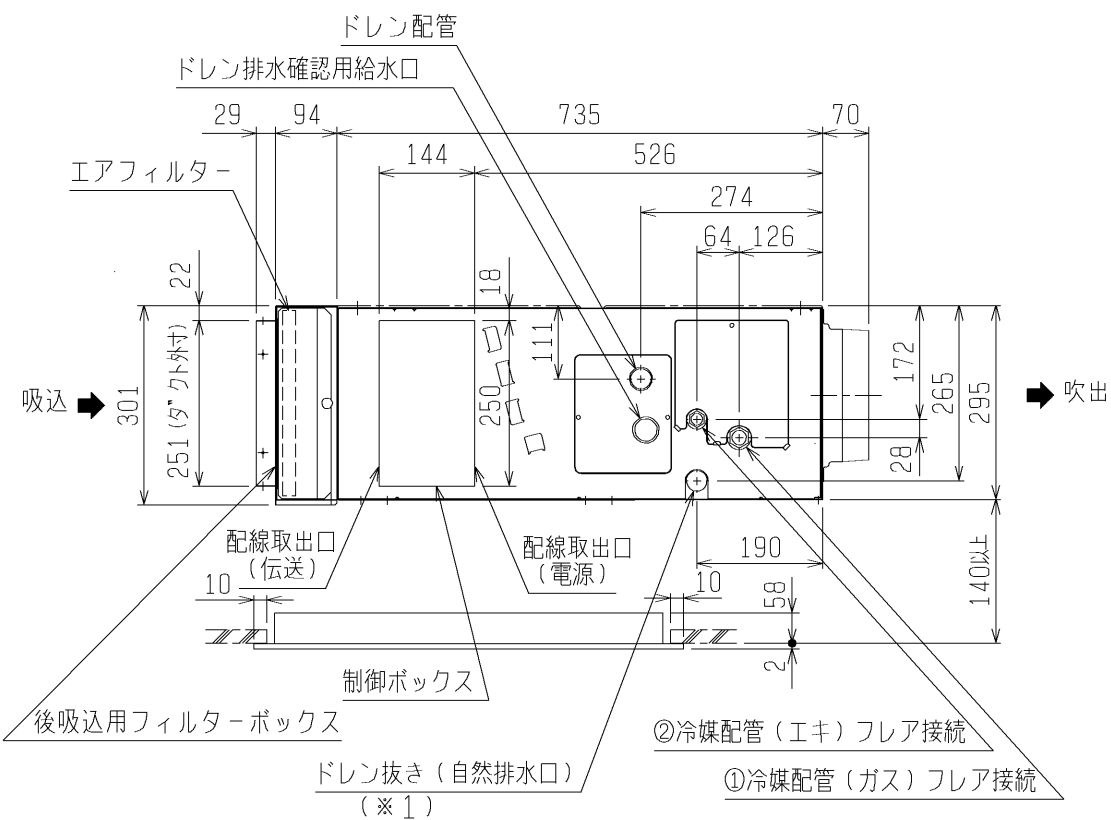 ドレン配管
ドレン排水確認用給水口
29
94
735
70
144
526
エアフィルター
274
64
126
22
18
111
301
251(ダクト外寸)
250
172
265
295
28
吸込
吹出
配線取出口
(伝送)
配線取出口
(電源)
190
140以上
10
10
58
2
制御ボックス
後吸込用フィルターボックス
②冷媒配管(エキ)フレア接続
ドレン抜き(自然排水口)
(※1)
①冷媒配管(ガス)フレア接続